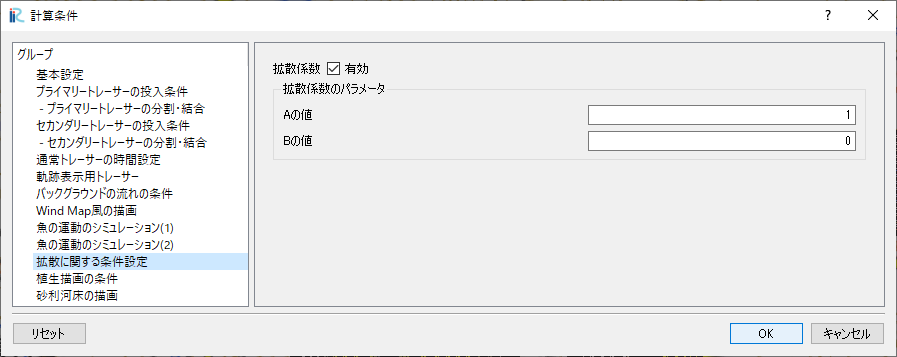 計算条件
グループ
基本設定
プライマリートレーサーの投入条件
- プライマリートレーサーの分割・結合
セカンダリートレーサーの投入条件
- セカンダリートレーサーの分割・結合
通常トレーサーの時間設定
軌跡表示用トレーサー
バックグラウンドの流れの条件
Wind Map風の描画
魚の運動のシミュレーション(1)
魚の運動のシミュレーション(2)
拡散に関する条件設定
植生描画の条件
砂利河床の描画
拡散係数 有効
拡散係数のパラメータ
Aの値 1
Bの値 0
リセット
OK
キャンセル